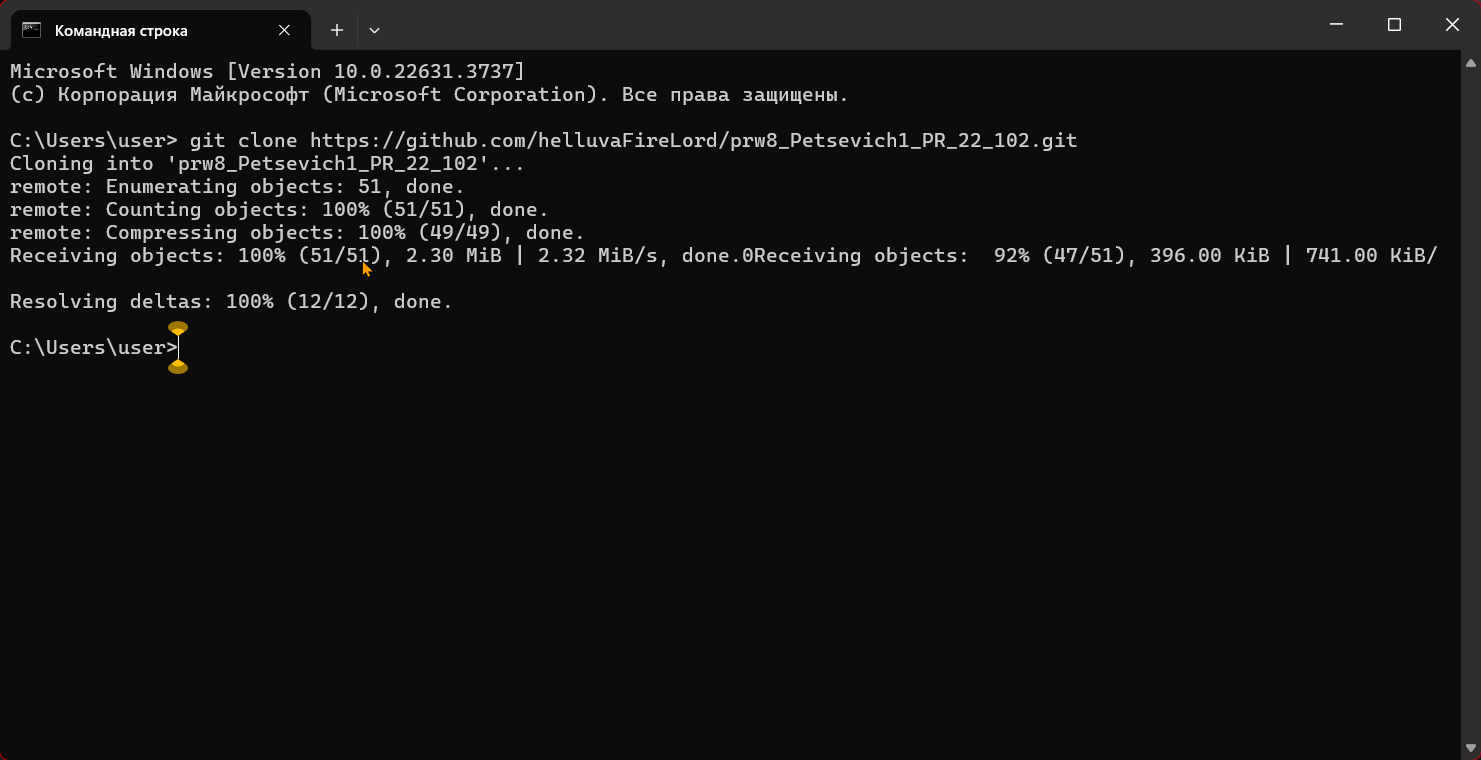 Командная строка
Microsoft Windows [Version 10.0.22631.3737]
(c) Корпорация Майкрософт (Microsoft Corporation). Все права защищены.
C:\Users\user> git clone https://github.com/helluvaFireLord/prw8_Petsevich1_PR_22_102.git
Cloning into 'prw8_Petsevich1_PR_22_102'...
remote: Enumerating objects: 51, done.
remote: Counting objects: 100% (51/51), done.
remote: Compressing objects: 100% (49/49), done.
Receiving objects: 100% (51/51), 2.30 MiB | 2.32 MiB/s, done.0Receiving objects:  92% (47/51), 396.00 KiB | 741.00 KiB/
Resolving deltas: 100% (12/12), done.
C:\Users\user>